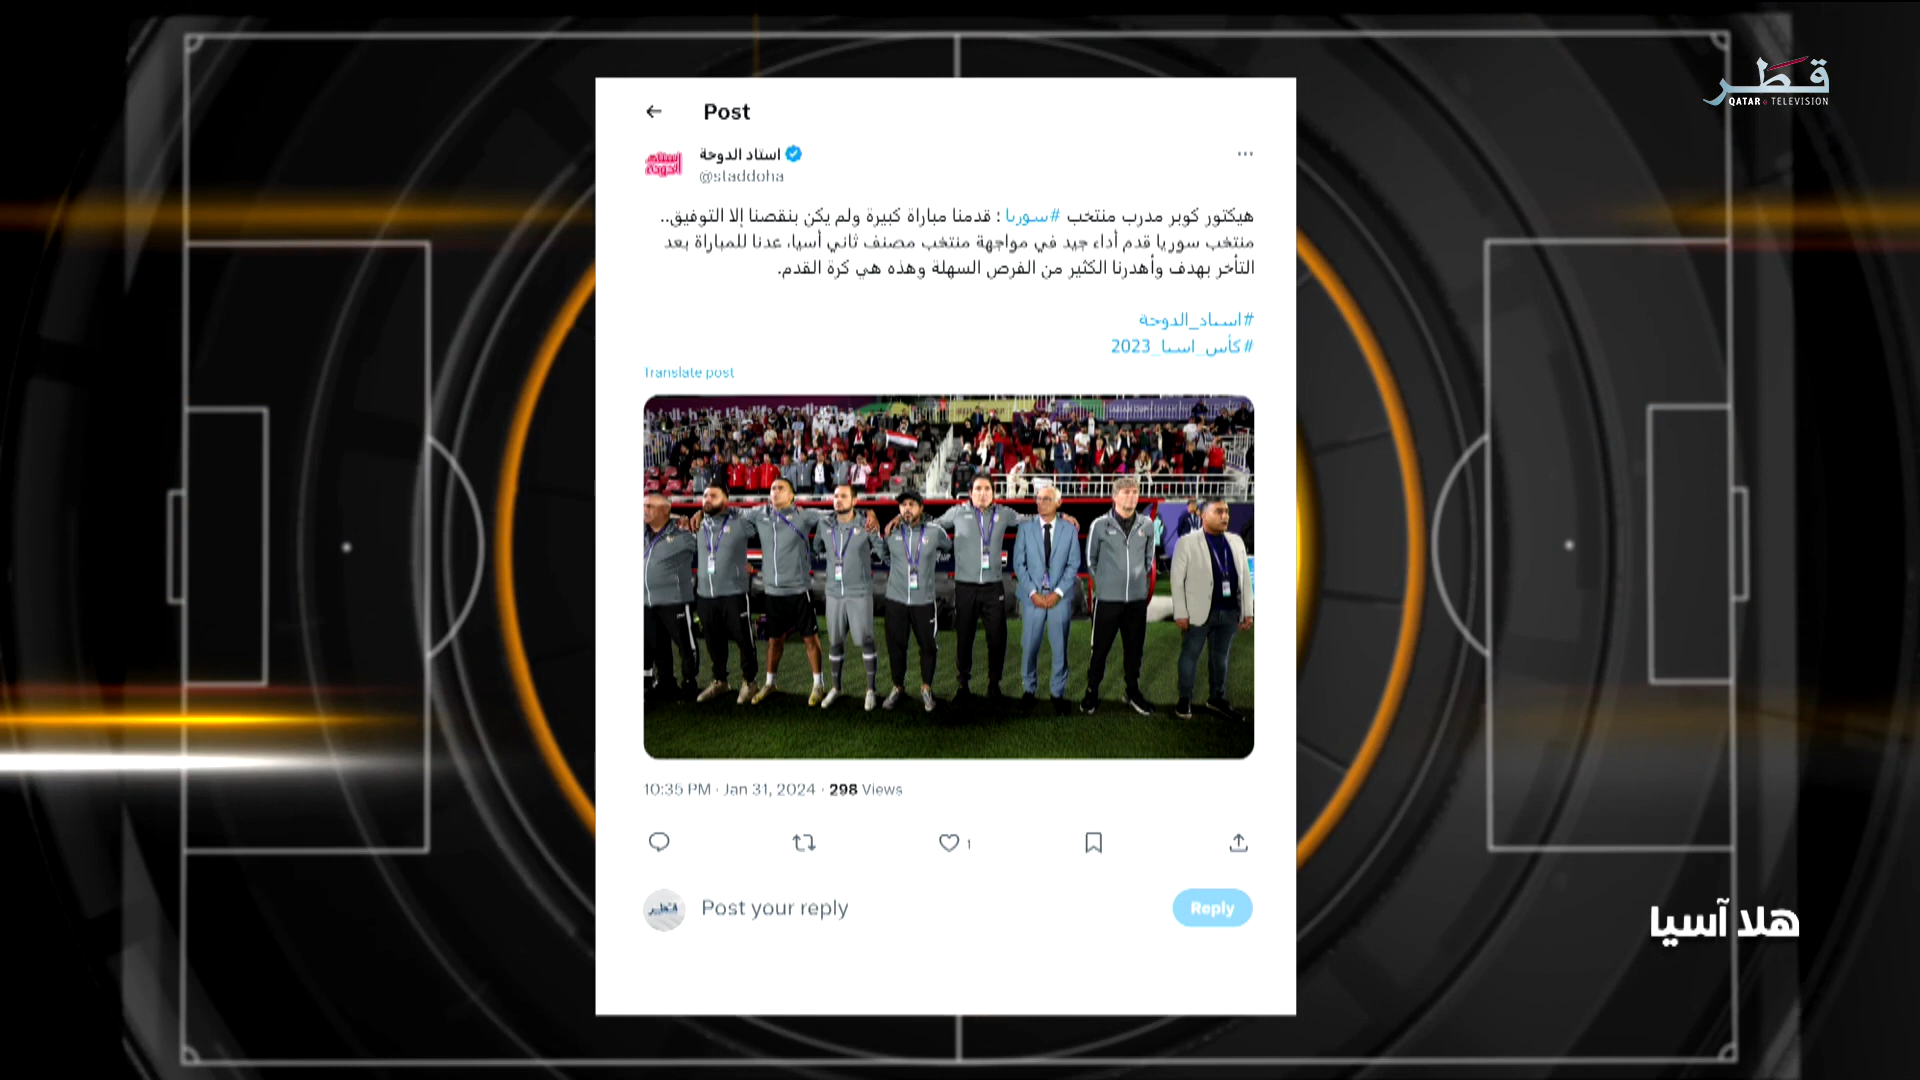 قطر
QATAR TELEVISION
Post
استاد الدوحة
@staddoha
هيكتور كوبر مدرب منتخب #سوريا : قدمنا مباراة كبيرة ولم يكن ينقصنا إلا التوفيق..
منتخب سوريا قدم أداء جيد في مواجهة منتخب مصنف ثاني أسيا، عدنا للمباراة بعد
التأخر بهدف وأهدرنا الكثير من الفرص السهلة وهذه هي كرة القدم.
#استاد_الدوحة
#كأس_اسيا_2023
Translate post
10:35 PM · Jan 31, 2024 · 298 Views
1
Post your reply
Reply
هلا آسيا